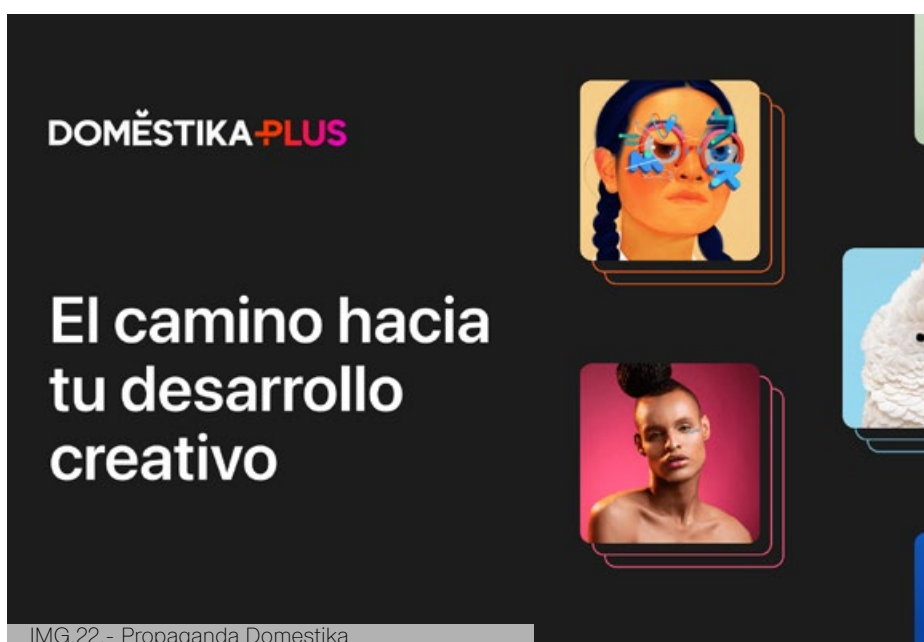 DOMĚSTIKA PLUS
El camino hacia
tu desarrollo
creativo
IMG 22 - Propaganda Domestika